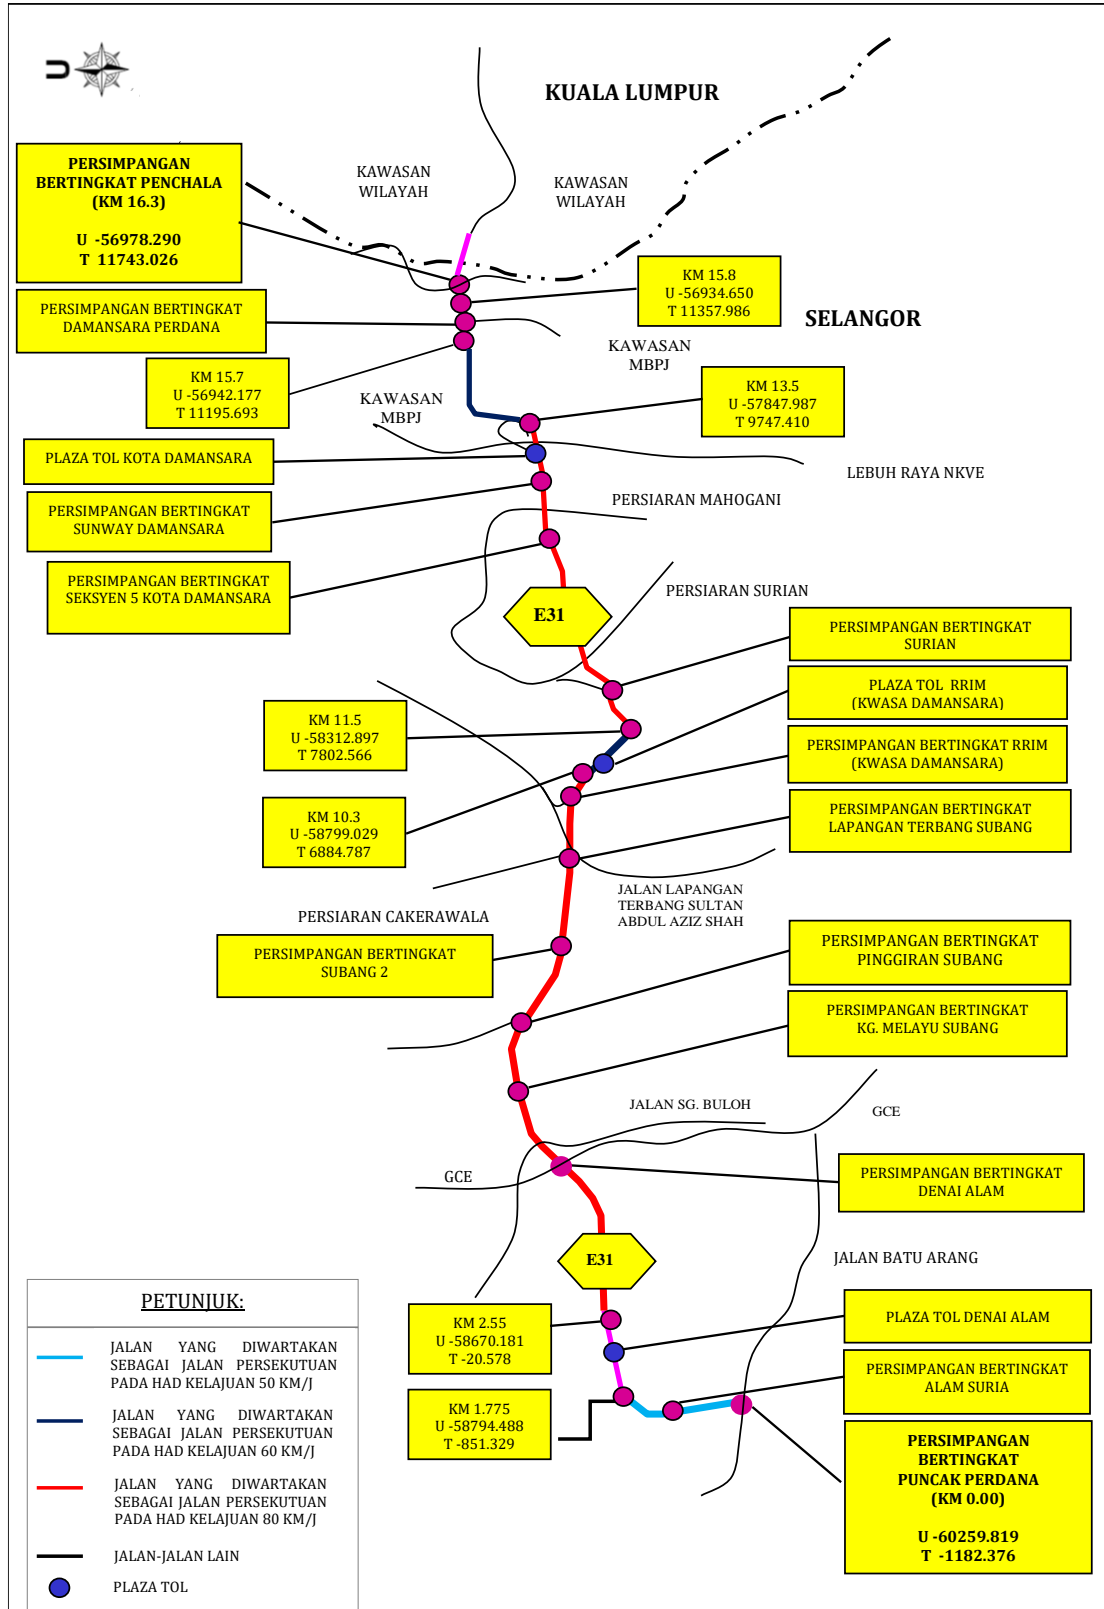 U
KUALA LUMPUR
PERSIMPANGAN
BERTINGKAT PENCHALA
(KM 16.3)
U -56978.290
T 11743.026
KAWASAN
WILAYAH
KAWASAN
WILAYAH
KM 15.8
U -56934.650
T 11357.986
PERSIMPANGAN BERTINGKAT
DAMANSARA PERDANA
SELANGOR
KAWASAN
MBPJ
KM 15.7
U -56942.177
T 11195.693
KM 13.5
U -57847.987
T 9747.410
KAWASAN
MBPJ
PLAZA TOL KOTA DAMANSARA
LEBUH RAYA NKVE
PERSIMPANGAN BERTINGKAT
SUNWAY DAMANSARA
PERSIARAN MAHOGANI
PERSIMPANGAN BERTINGKAT
SEKSYEN 5 KOTA DAMANSARA
PERSIARAN SURIAN
E31
PERSIMPANGAN BERTINGKAT
SURIAN
PLAZA TOL RRIM
(KWASA DAMANSARA)
KM 11.5
U -58312.897
T 7802.566
PERSIMPANGAN BERTINGKAT RRIM
(KWASA DAMANSARA)
KM 10.3
U -58799.029
T 6884.787
PERSIMPANGAN BERTINGKAT
LAPANGAN TERBANG SUBANG
JALAN LAPANGAN
TERBANG SULTAN
ABDUL AZIZ SHAH
PERSIARAN CAKERAWALA
PERSIMPANGAN BERTINGKAT
SUBANG 2
PERSIMPANGAN BERTINGKAT
PINGGIRAN SUBANG
PERSIMPANGAN BERTINGKAT
KG. MELAYU SUBANG
JALAN SG. BULOH
GCE
GCE
PERSIMPANGAN BERTINGKAT
DENAI ALAM
E31
JALAN BATU ARANG
KM 2.55
U -58670.181
T -20.578
PLAZA TOL DENAI ALAM
PERSIMPANGAN BERTINGKAT
ALAM SURIA
KM 1.775
U -58794.488
T -851.329
PERSIMPANGAN
BERTINGKAT
PUNCAK PERDANA
(KM 0.00)
U -60259.819
T -1182.376
PETUNJUK:
JALAN YANG DIWARTAKAN
SEBAGAI JALAN PERSEKUTUAN
PADA HAD KELAJUAN 50 KM/J
JALAN YANG DIWARTAKAN
SEBAGAI JALAN PERSEKUTUAN
PADA HAD KELAJUAN 60 KM/J
JALAN YANG DIWARTAKAN
SEBAGAI JALAN PERSEKUTUAN
PADA HAD KELAJUAN 80 KM/J
JALAN-JALAN LAIN
PLAZA TOL